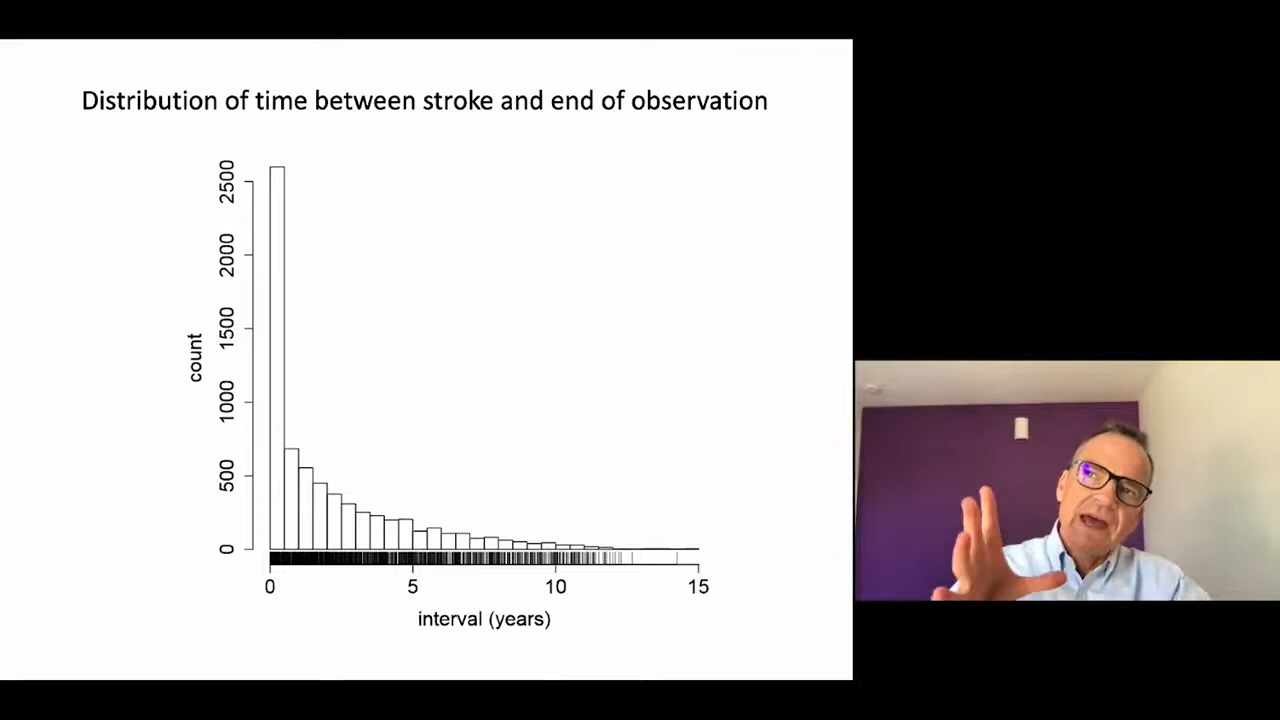 Distribution of time between stroke and end of observation
2500
2000
1500
1000
500
0
count
0 5 10 15
interval (years)